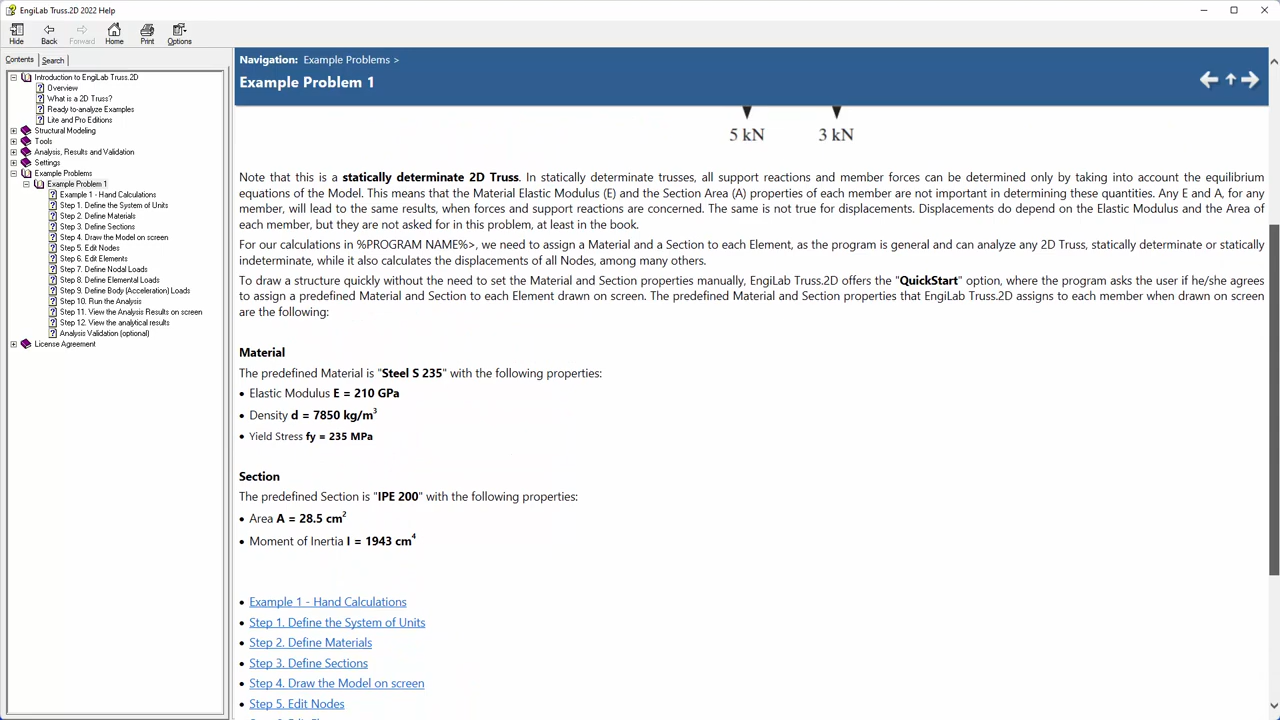 EngiLab Truss.2D 2022 Help
Hide Back Forward Home Print Options
Contents Search
Introduction to EngiLab Truss.2D
Overview
What is a 2D Truss?
Ready to-analyze Examples
Lite and Pro Editions
Structural Modeling
Tools
Analysis, Results and Validation
Settings
Example Problems
Example Problem 1
Example 1 - Hand Calculations
Step 1. Define the System of Units
Step 2. Define Materials
Step 3. Define Sections
Step 4. Draw the Model on screen
Step 5. Edit Nodes
Step 6. Edit Elements
Step 7. Define Nodal Loads
Step 8. Define Elemental Loads
Step 9. Define Body (Acceleration) Loads
Step 10. Run the Analysis
Step 11. View the Analysis Results on screen
Step 12. View the analytical results
Analysis Validation (optional)
License Agreement
Navigation: Example Problems >
Example Problem 1
5 kN 3 kN
Note that this is a statically determinate 2D Truss. In statically determinate trusses, all support reactions and member forces can be determined only by taking into account the equilibrium
equations of the Model. This means that the Material Elastic Modulus (E) and the Section Area (A) properties of each member are not important in determining these quantities. Any E and A, for any
member, will lead to the same results, when forces and support reactions are concerned. The same is not true for displacements. Displacements do depend on the Elastic Modulus and the Area of
each member, but they are not asked for in this problem, at least in the book.
For our calculations in %PROGRAM NAME%>, we need to assign a Material and a Section to each Element, as the program is general and can analyze any 2D Truss, statically determinate or statically
indeterminate, while it also calculates the displacements of all Nodes, among many others.
To draw a structure quickly without the need to set the Material and Section properties manually, EngiLab Truss.2D offers the "QuickStart" option, where the program asks the user if he/she agrees
to assign a predefined Material and Section to each Element drawn on screen. The predefined Material and Section properties that EngiLab Truss.2D assigns to each member when drawn on screen
are the following:
Material
The predefined Material is "Steel S 235" with the following properties:
• Elastic Modulus E = 210 GPa
• Density d = 7850 kg/m³
• Yield Stress fy = 235 MPa
Section
The predefined Section is "IPE 200" with the following properties:
• Area A = 28.5 cm²
• Moment of Inertia I = 1943 cm⁴
• Example 1 - Hand Calculations
• Step 1. Define the System of Units
• Step 2. Define Materials
• Step 3. Define Sections
• Step 4. Draw the Model on screen
• Step 5. Edit Nodes